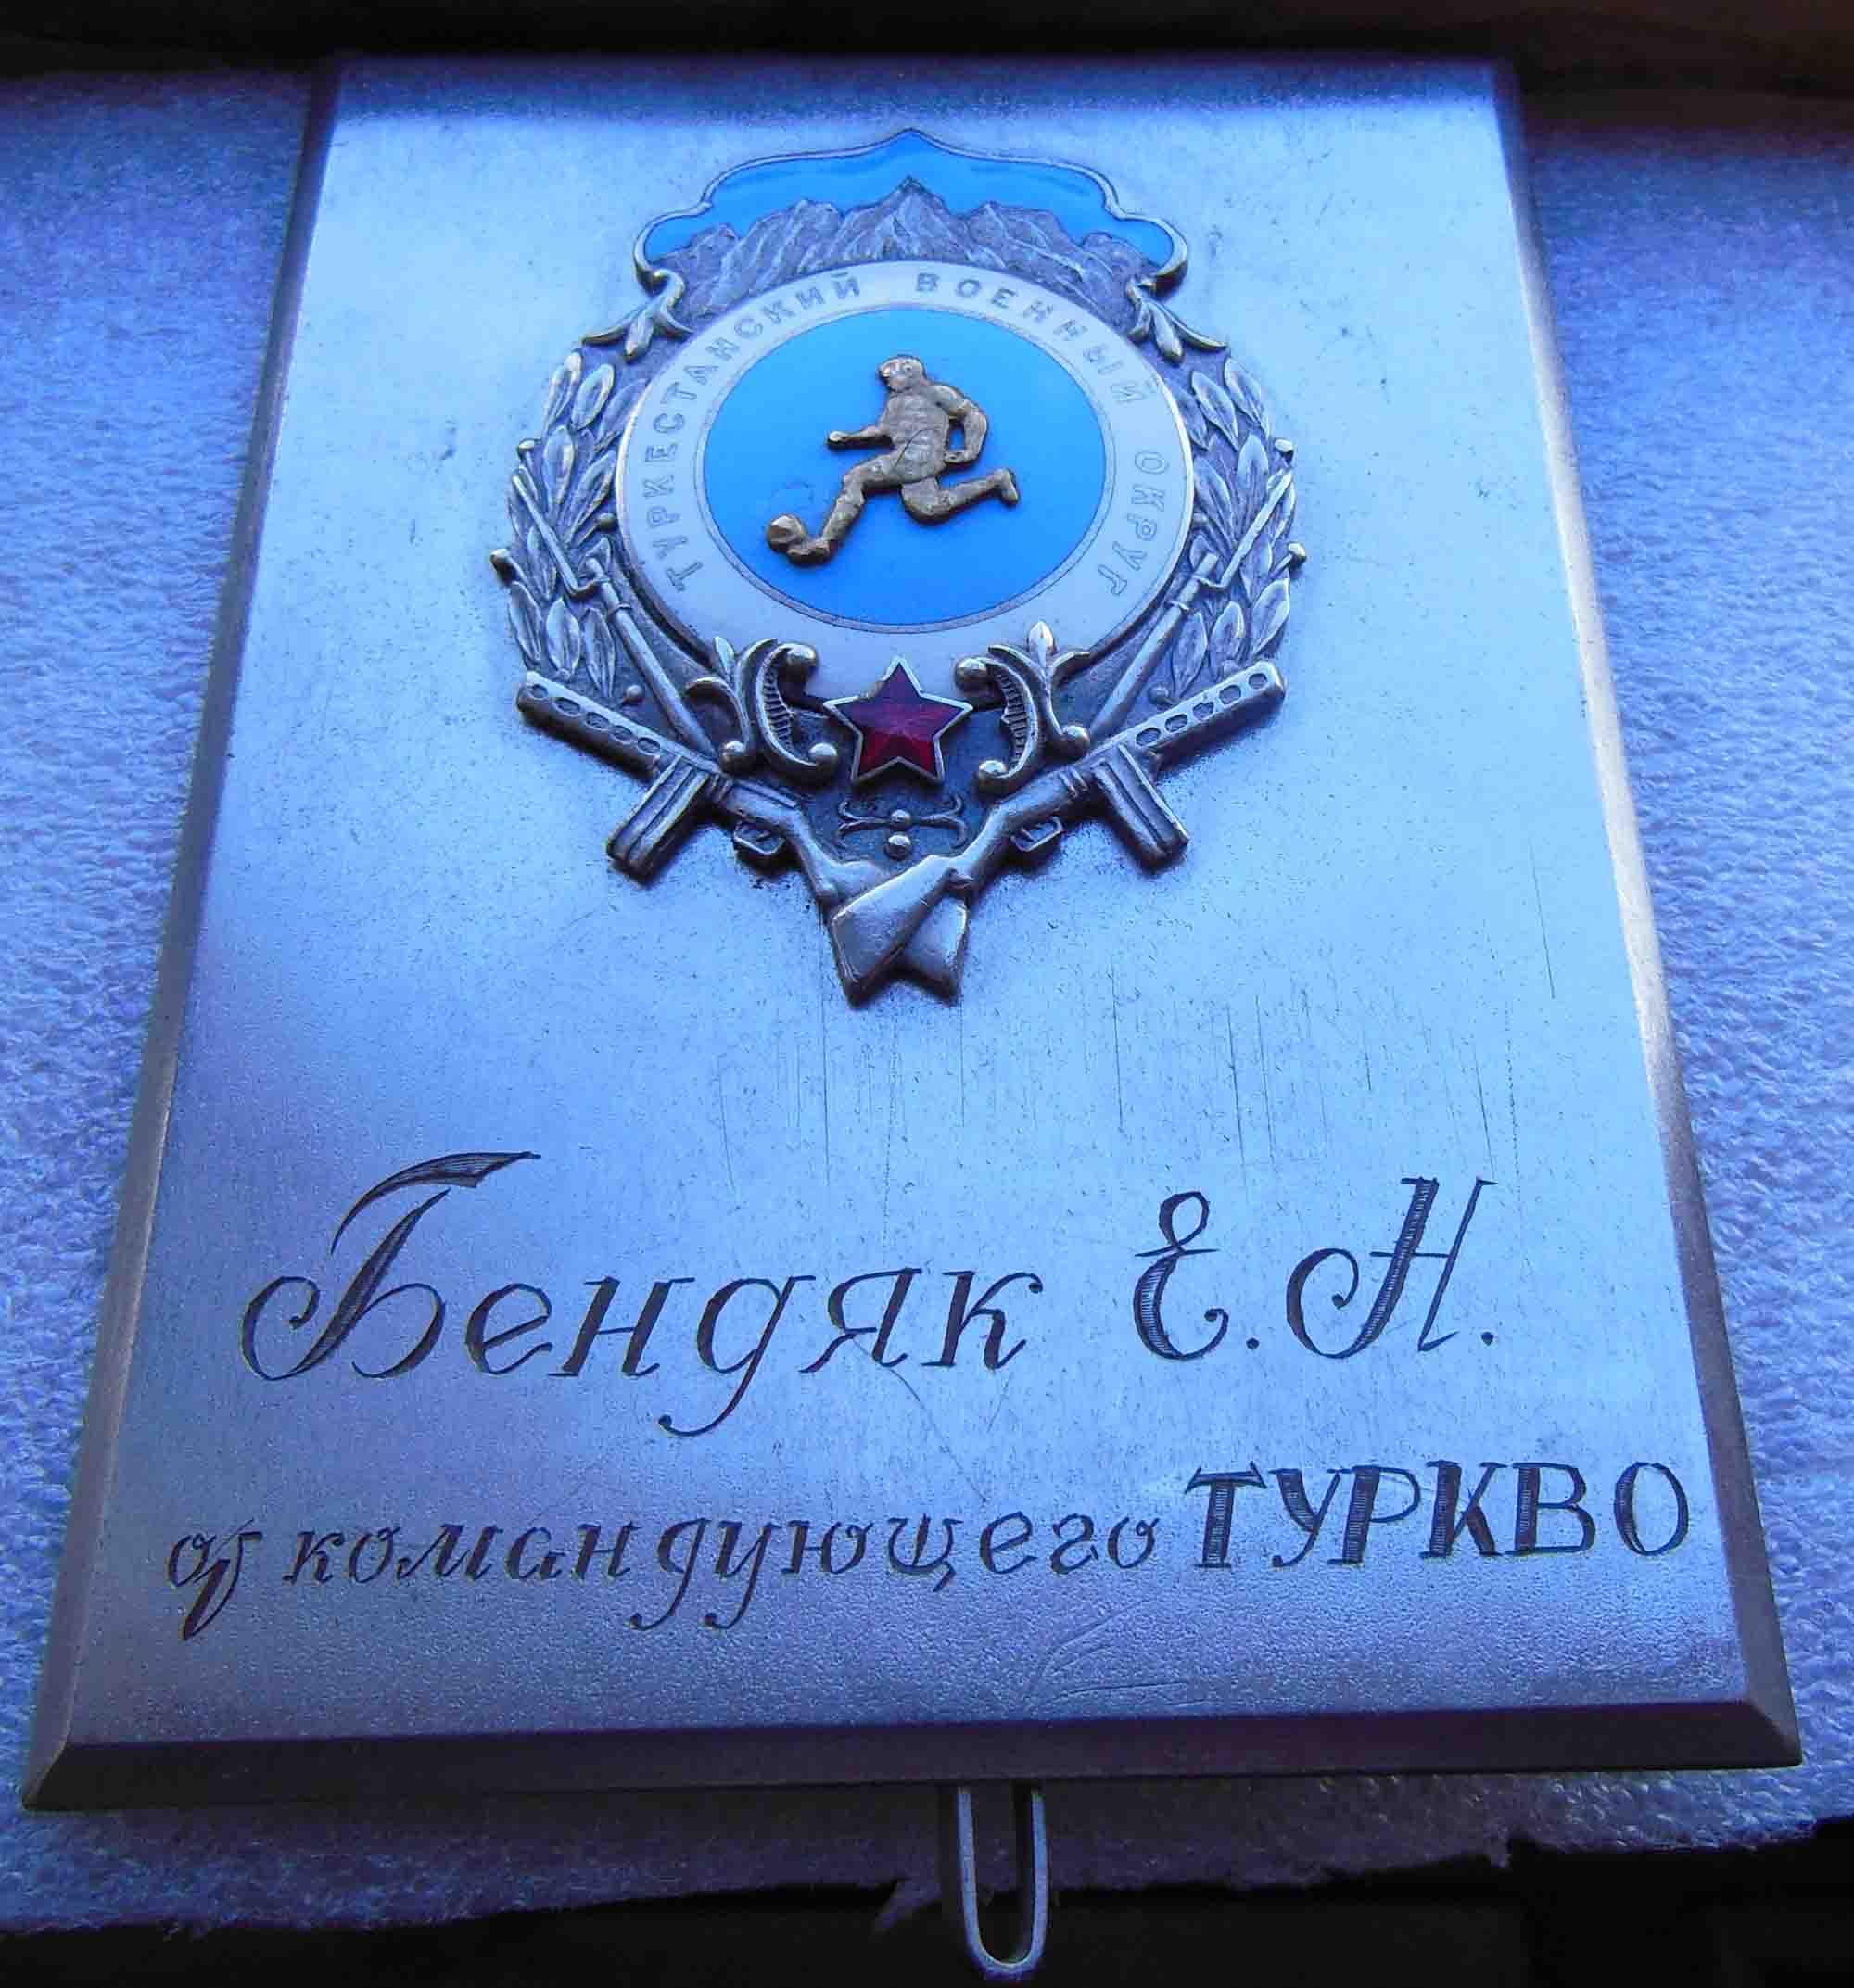 ТУРКЕСТАНСКИЙ ВОЕННЫЙ ОКРУГ
Бендяк Е.Н.
от командующего ТУРКВО